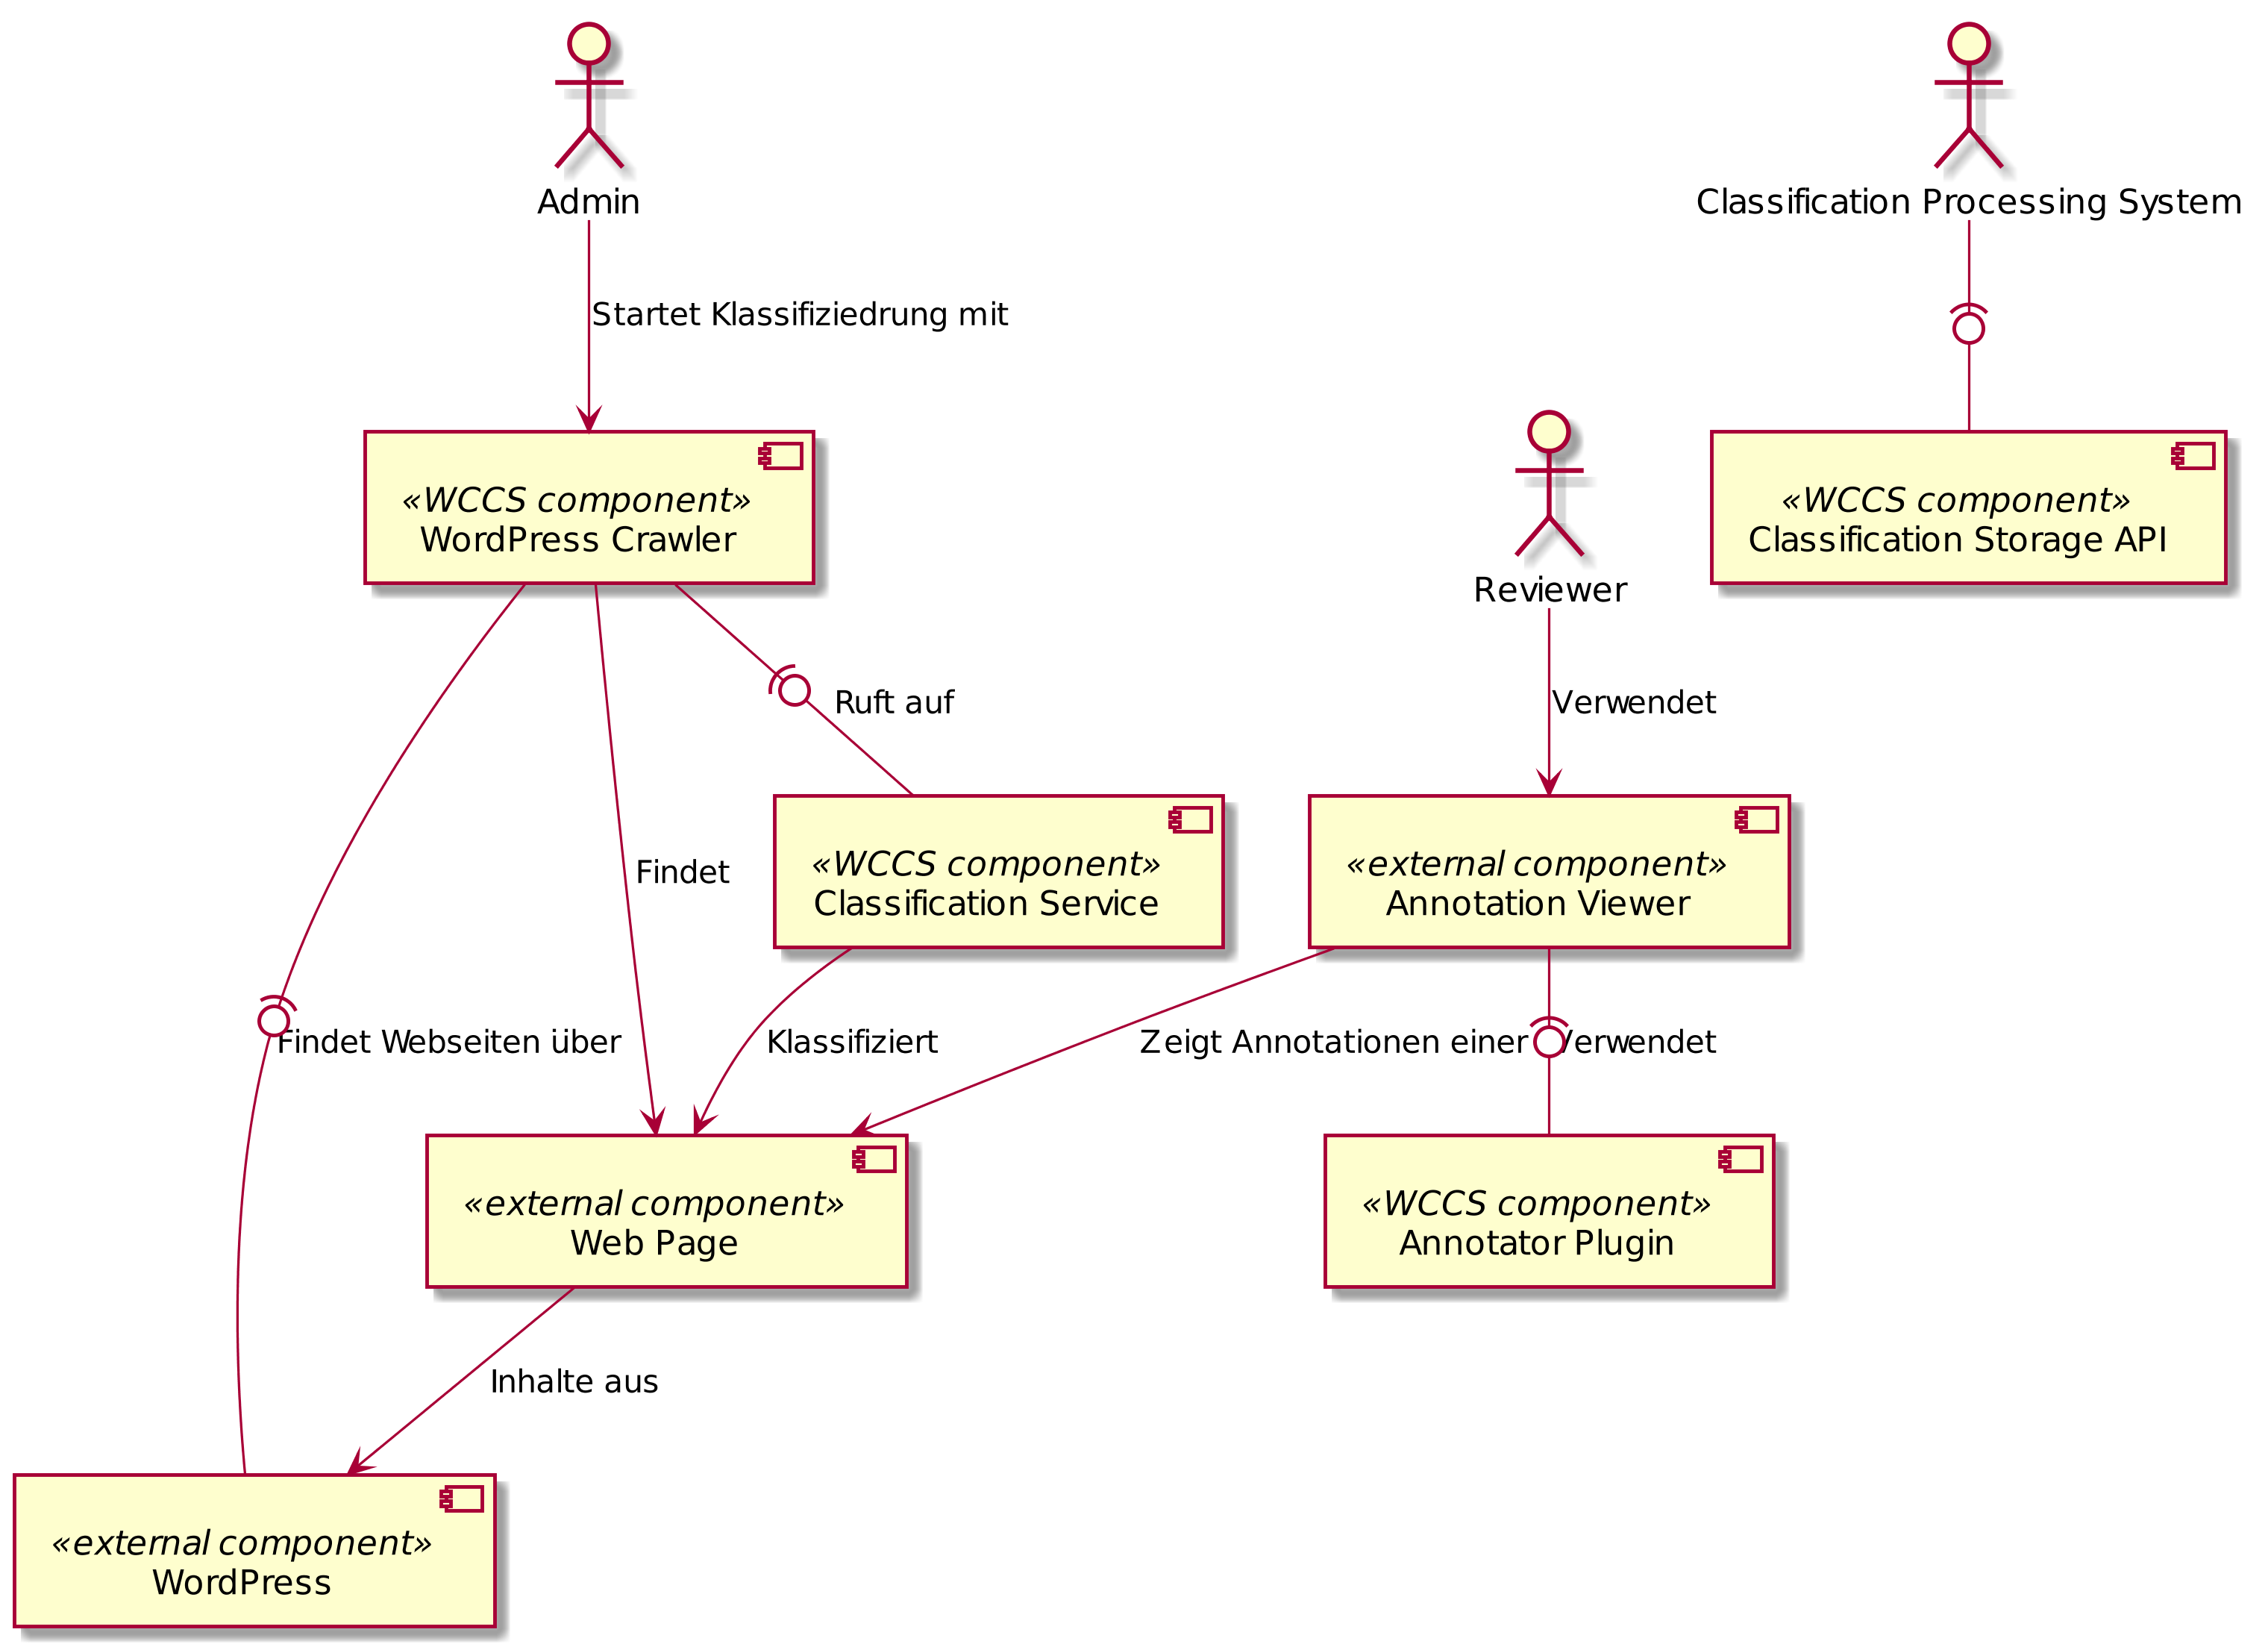 Admin
Classification Processing System
Startet Klassifiziedrung mit
«WCCS component»
WordPress Crawler
«WCCS component»
Classification Storage API
Reviewer
Ruft auf
Verwendet
Findet
«WCCS component»
Classification Service
«external component»
Annotation Viewer
Findet Webseiten über
Klassifiziert
Zeigt Annotationen einer
Verwendet
«external component»
Web Page
«WCCS component»
Annotator Plugin
Inhalte aus
«external component»
WordPress